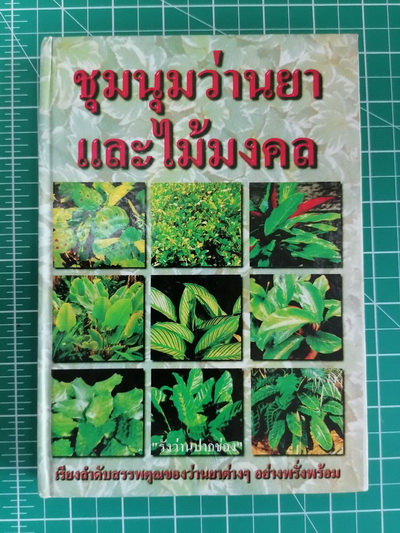 ชุมนุมว่านยา
และไม้มงคล
"รังว่านปากช่อง"
เรียงลำดับสรรพคุณของว่านยาต่างๆ อย่างพรั่งพร้อม